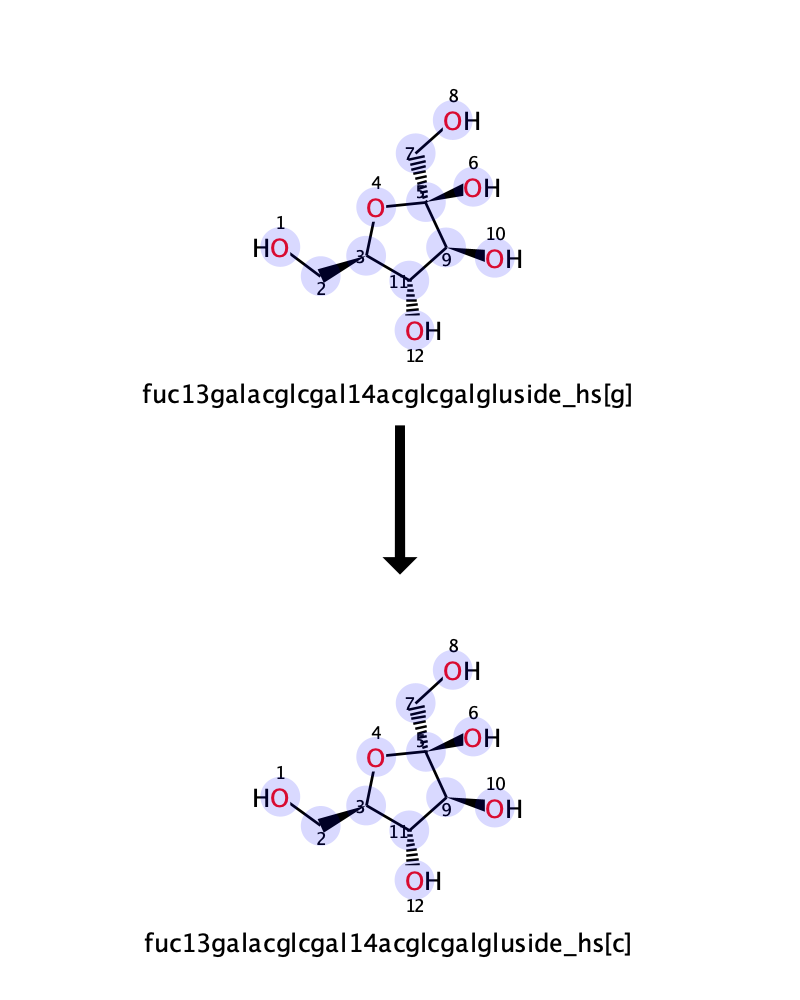 8
OH
7
6
4
5 OH
O
1
10
HO
3
9 OH
2
11
OH
12
fuc13galacglcgal14acglcgalgluside_hs[g]
8
OH
7
6
4
5 OH
O
1
10
HO
3
9 OH
2
11
OH
12
fuc13galacglcgal14acglcgalgluside_hs[c]